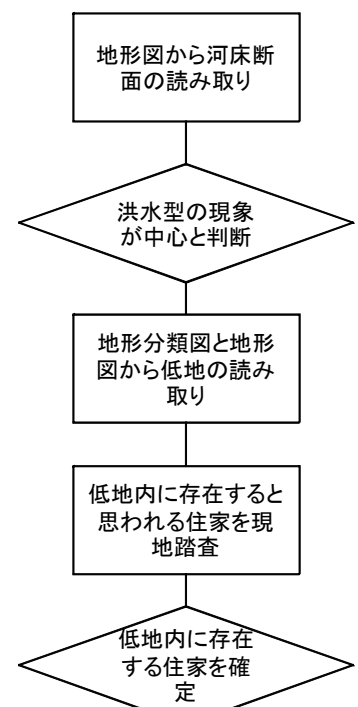 地形図から河床断
面の読み取り
洪水型の現象
が中心と判断
地形分類図と地形
図から低地の読み
取り
低地内に存在すると
思われる住家を現
地踏査
低地内に存在
する住家を確
定